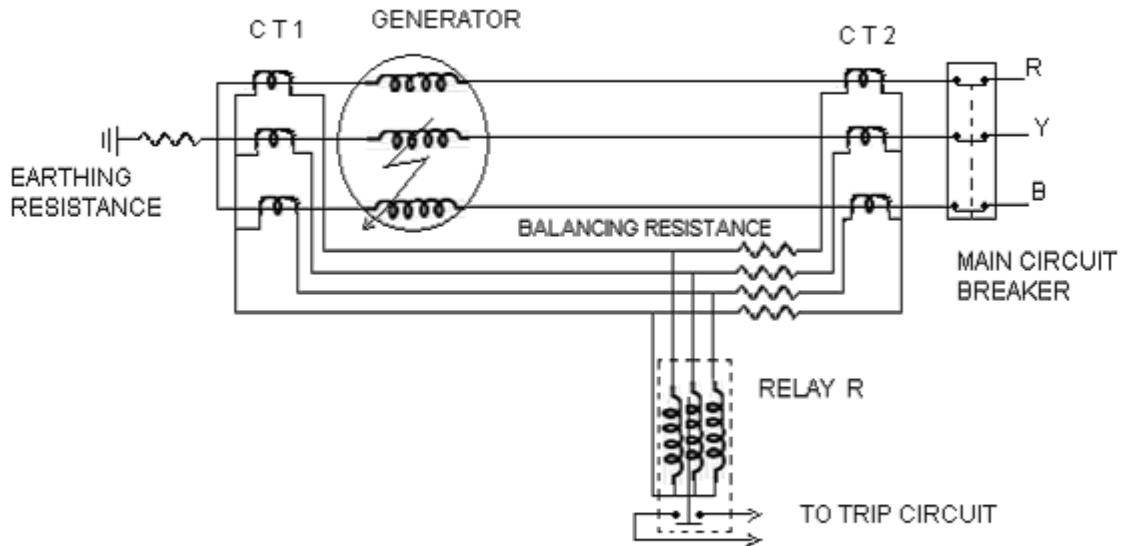 GENERATOR
C T 1
C T 2
R
Y
B
EARTHING
RESISTANCE
BALANCING RESISTANCE
MAIN CIRCUIT
BREAKER
RELAY R
TO TRIP CIRCUIT